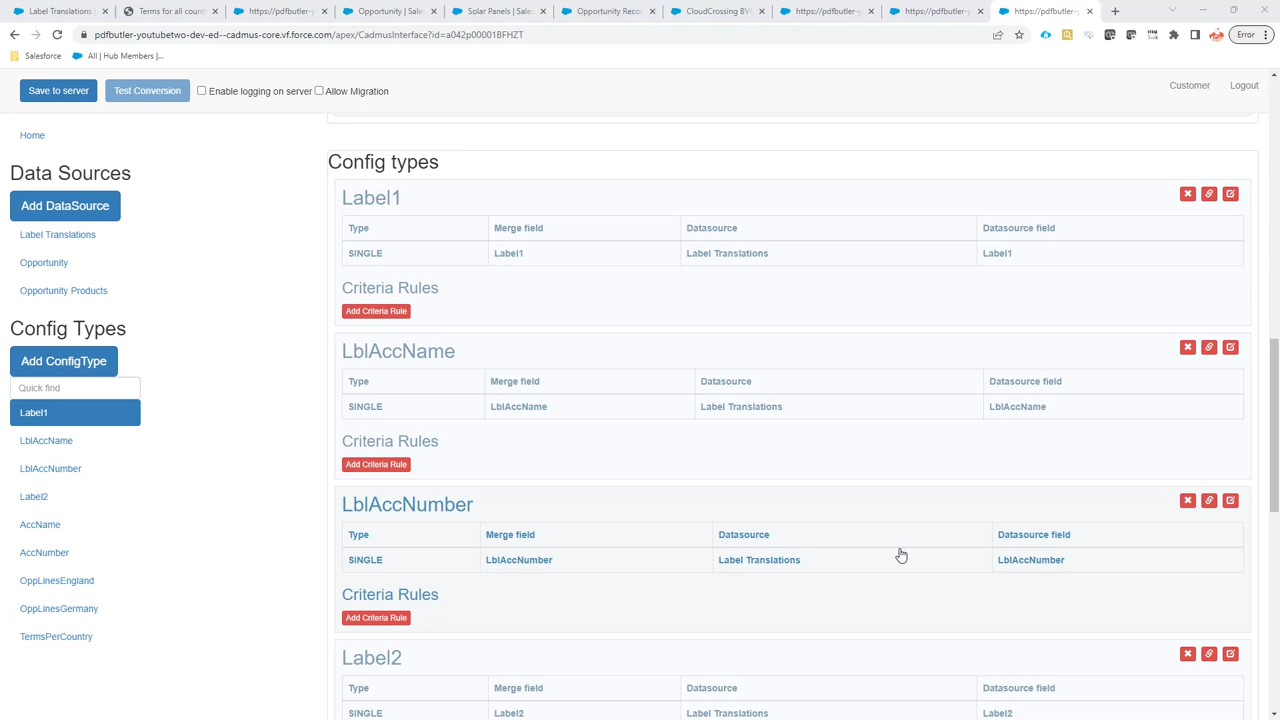 Label Translations |
Terms for all count
https://pdfbutler-y
Opportunity | Sales
Solar Panels | Sales
Opportunity Reco
CloudCrossing BV
https://pdfbutler-y
https://pdfbutler-y
https://pdfbutler-y
pdfbutler-youtubetwo-dev-ed--cadmus-core.vf.force.com/apex/CadmusInterface?id=a042p00001BFHZT
Error
Salesforce
All | Hub Members |...
Save to server
Test Conversion
Enable logging on server
Allow Migration
Customer
Logout
Home
Data Sources
Add DataSource
Label Translations
Opportunity
Opportunity Products
Config Types
Add ConfigType
Quick find
Label1
LblAccName
LblAccNumber
Label2
AccName
AccNumber
OppLinesEngland
OppLinesGermany
TermsPerCountry
Config types
Label1
Type Merge field Datasource Datasource field
SINGLE Label1 Label Translations Label1
Criteria Rules
Add Criteria Rule
LblAccName
Type Merge field Datasource Datasource field
SINGLE LblAccName Label Translations LblAccName
Criteria Rules
Add Criteria Rule
LblAccNumber
Type Merge field Datasource Datasource field
SINGLE LblAccNumber Label Translations LblAccNumber
Criteria Rules
Add Criteria Rule
Label2
Type Merge field Datasource Datasource field
SINGLE Label2 Label Translations Label2